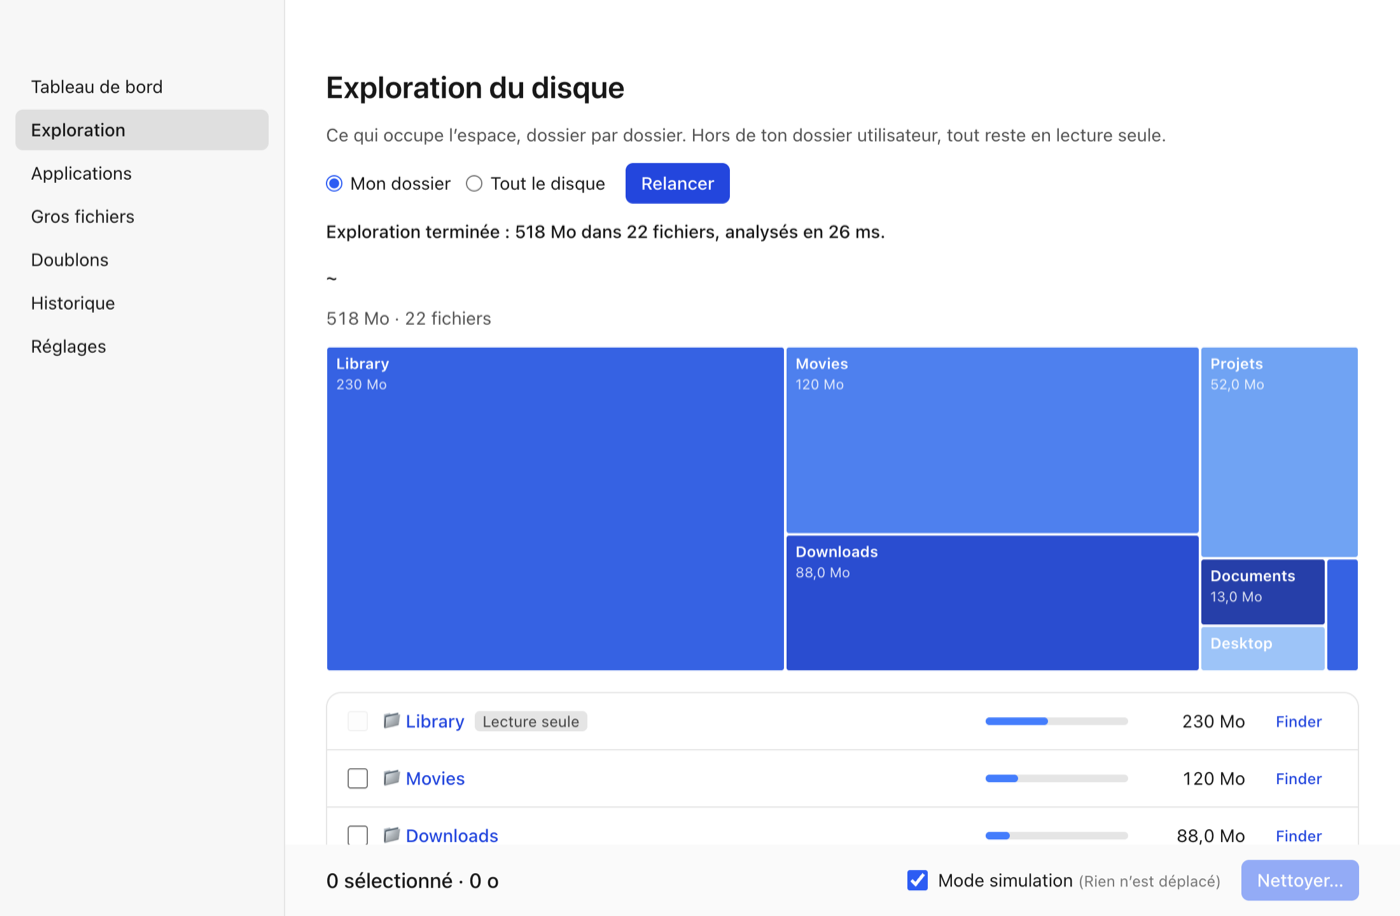 Tableau de bord
Exploration
Applications
Gros fichiers
Doublons
Historique
Réglages
Exploration du disque
Ce qui occupe l’espace, dossier par dossier. Hors de ton dossier utilisateur, tout reste en lecture seule.
Mon dossier Tout le disque Relancer
Exploration terminée : 518 Mo dans 22 fichiers, analysés en 26 ms.
~
518 Mo · 22 fichiers
Library
230 Mo
Movies
120 Mo
Projets
52,0 Mo
Downloads
88,0 Mo
Documents
13,0 Mo
Desktop
Library Lecture seule 230 Mo Finder
Movies 120 Mo Finder
Downloads 88,0 Mo Finder
0 sélectionné · 0 o Mode simulation (Rien n’est déplacé) Nettoyer…